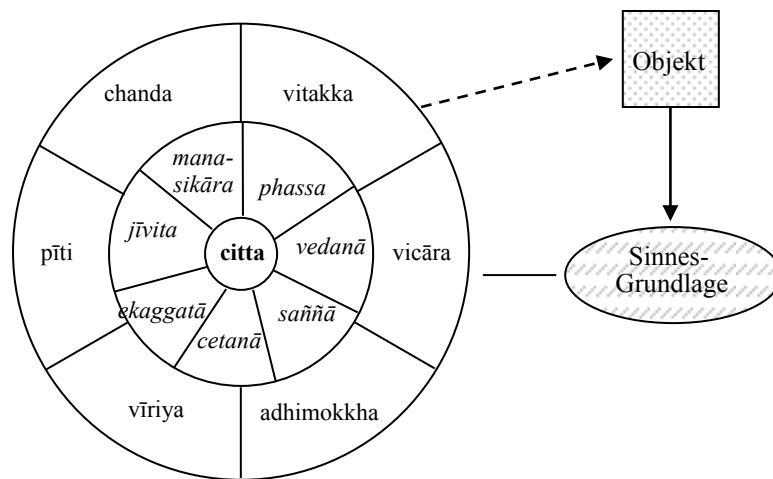 chanda
vitakka
Objekt
mana-
sikāra
phassa
pīti
jīvita
citta
vedanā
vicāra
Sinnes-
Grundlage
ekaggatā
cetanā
saññā
vīriya
adhimokkha